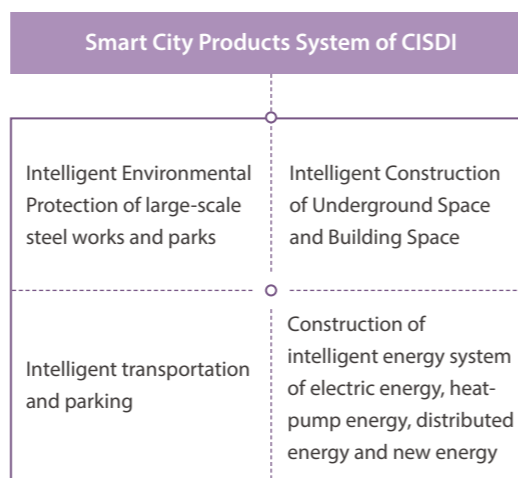 Smart City Products System of CISDI
Intelligent Environmental
Protection of large-scale
steel works and parks
Intelligent Construction
of Underground Space
and Building Space
Intelligent transportation
and parking
Construction of
intelligent energy system
of electric energy, heat-
pump energy, distributed
energy and new energy